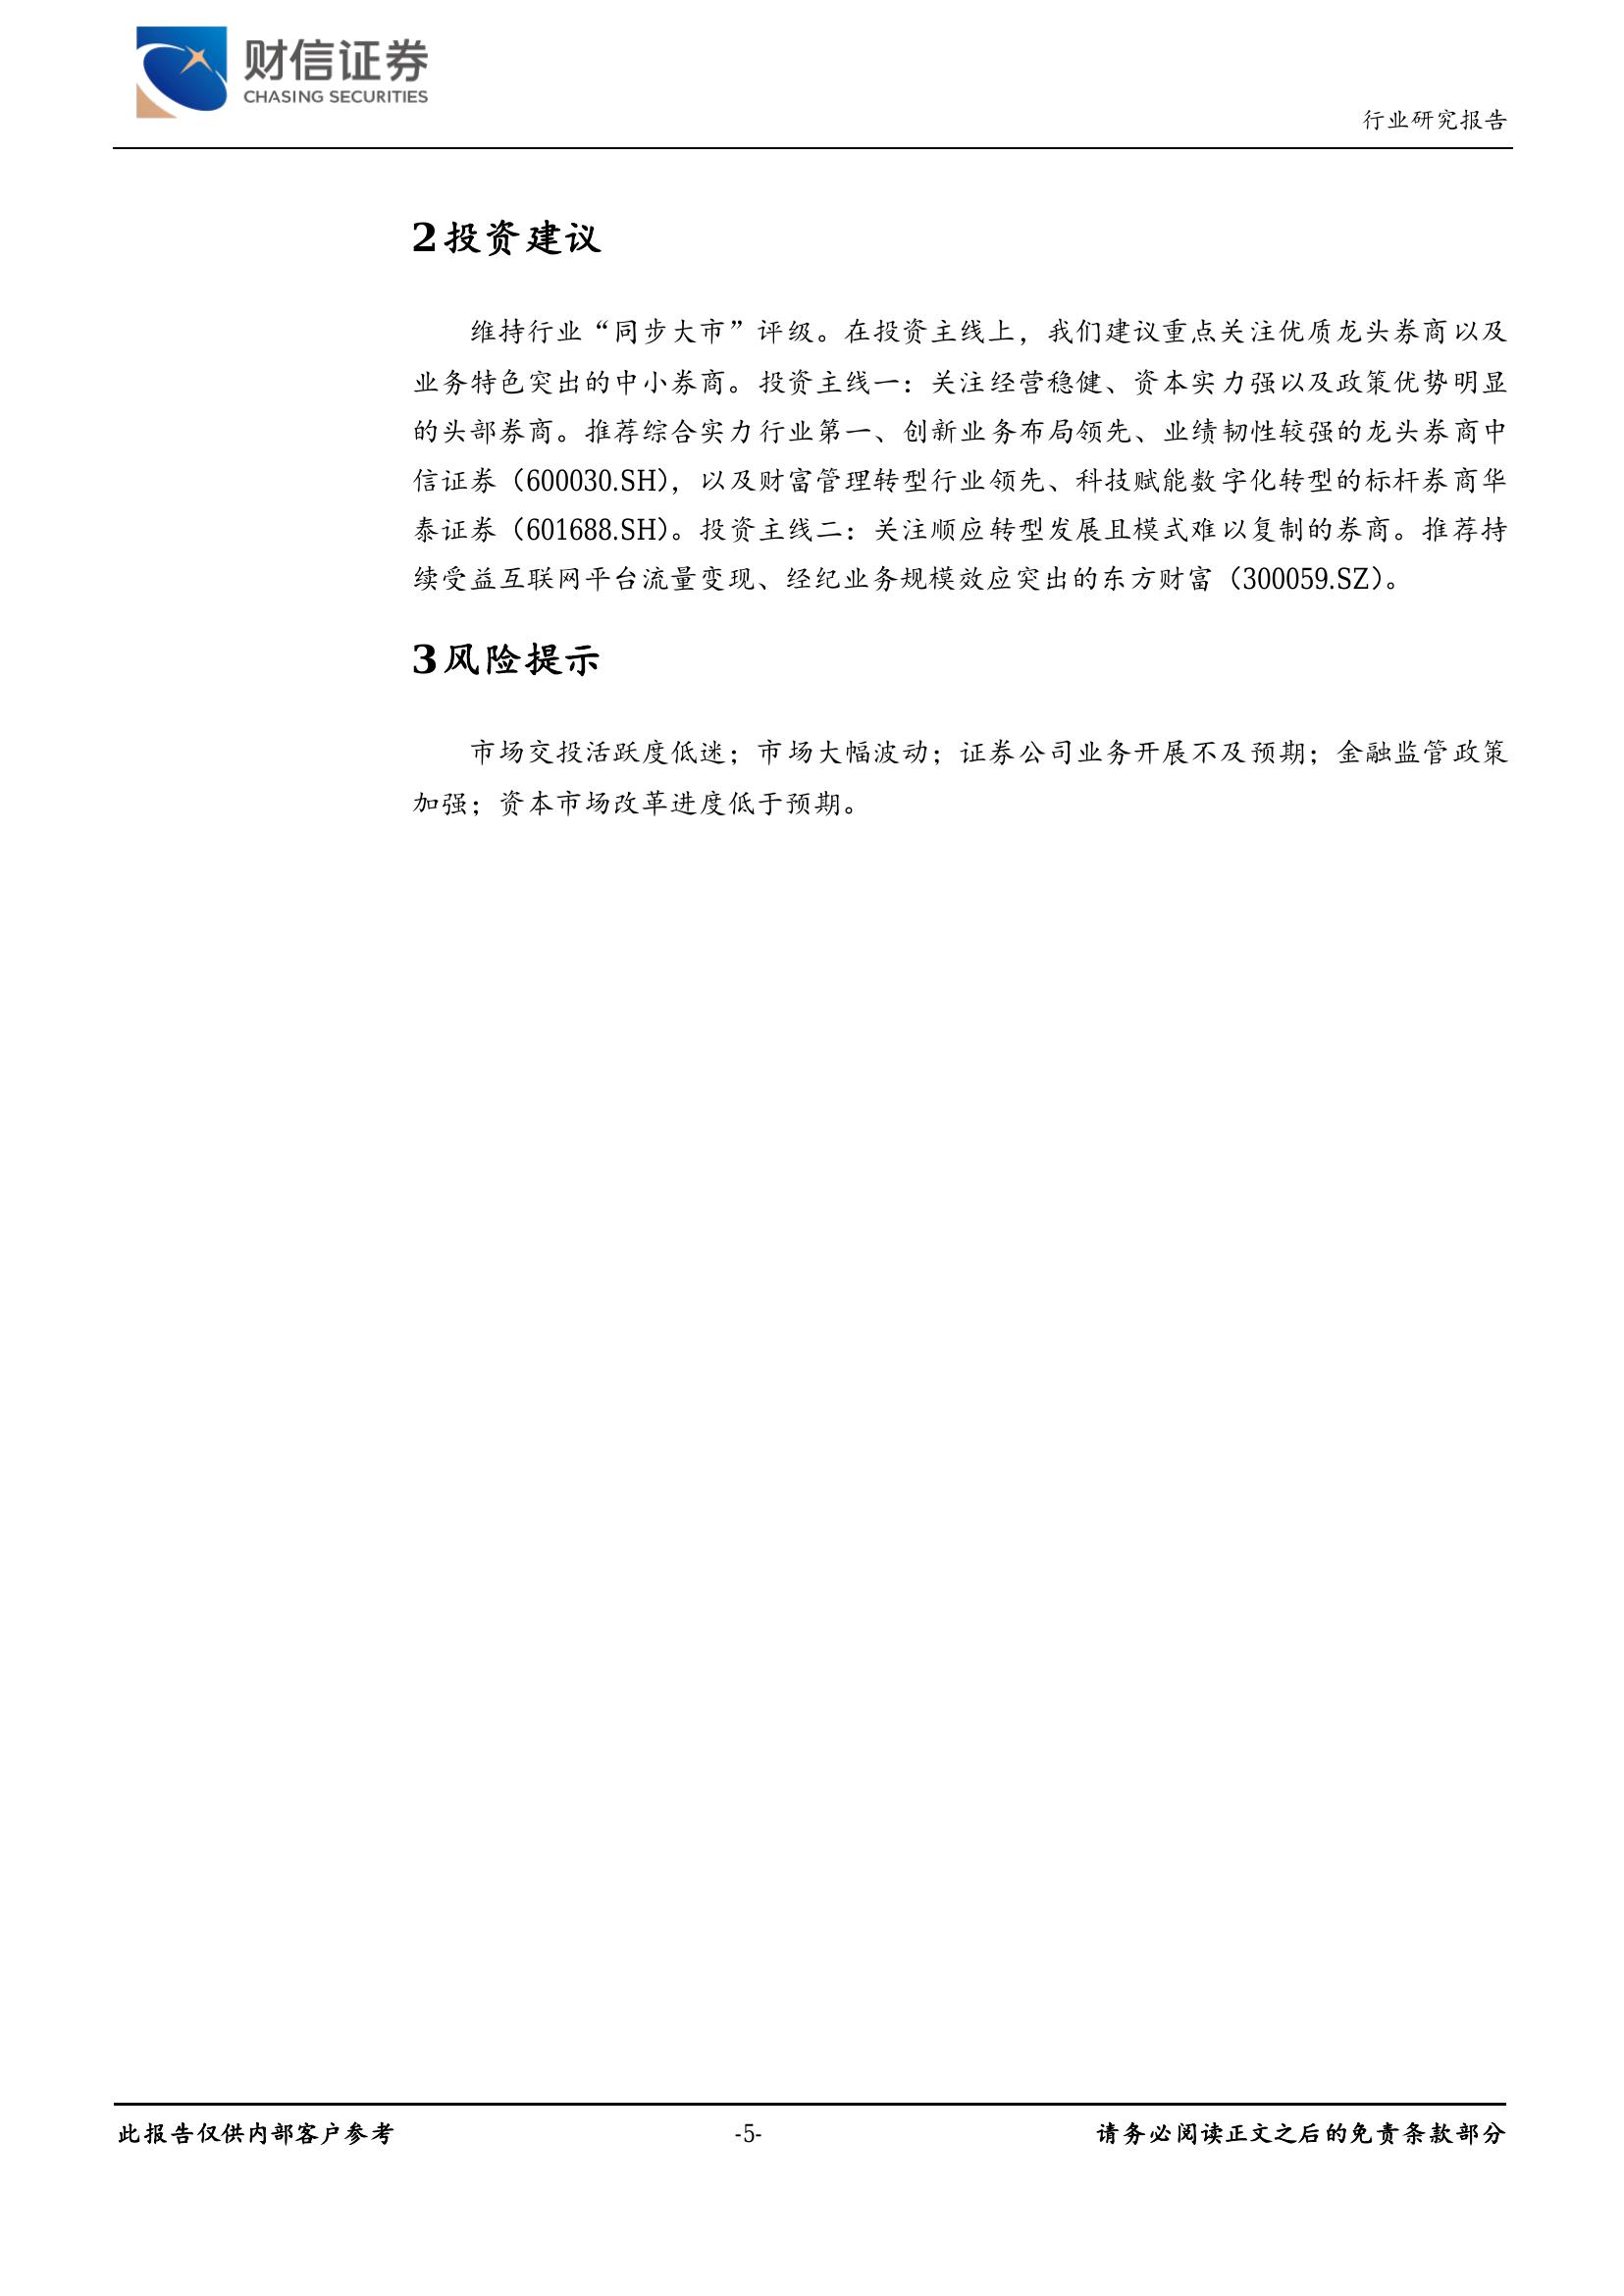 财信证券
CHASING SECURITIES
行业研究报告
2投资建议
维持行业“同步大市”评级。在投资主线上，我们建议重点关注优质龙头券商以及
业务特色突出的中小券商。投资主线一：关注经营稳健、资本实力强以及政策优势明显
的头部券商。推荐综合实力行业第一、创新业务布局领先、业绩韧性较强的龙头券商中
信证券（600030.SH），以及财富管理转型行业领先、科技赋能数字化转型的标杆券商华
泰证券（601688.SH）。投资主线二：关注顺应转型发展且模式难以复制的券商。推荐持
续受益互联网平台流量变现、经纪业务规模效应突出的东方财富（300059.SZ）。
3风险提示
市场交投活跃度低迷；市场大幅波动；证券公司业务开展不及预期；金融监管政策
加强；资本市场改革进度低于预期。
此报告仅供内部客户参考
-5-
请务必阅读正文之后的免责条款部分